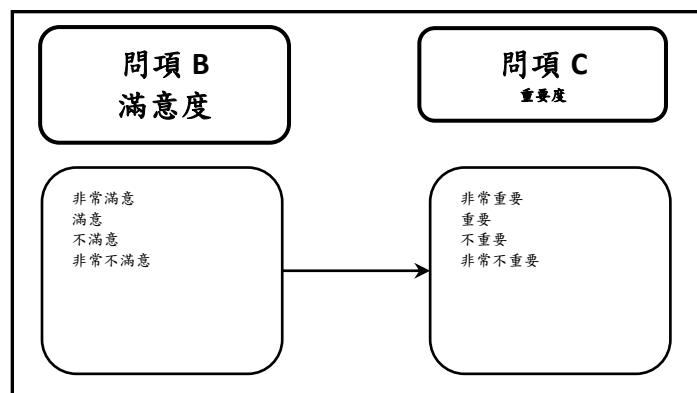 問項 B
滿意度
問項 C
重要度
非常滿意
滿意
不滿意
非常不滿意
非常重要
重要
不重要
非常不重要